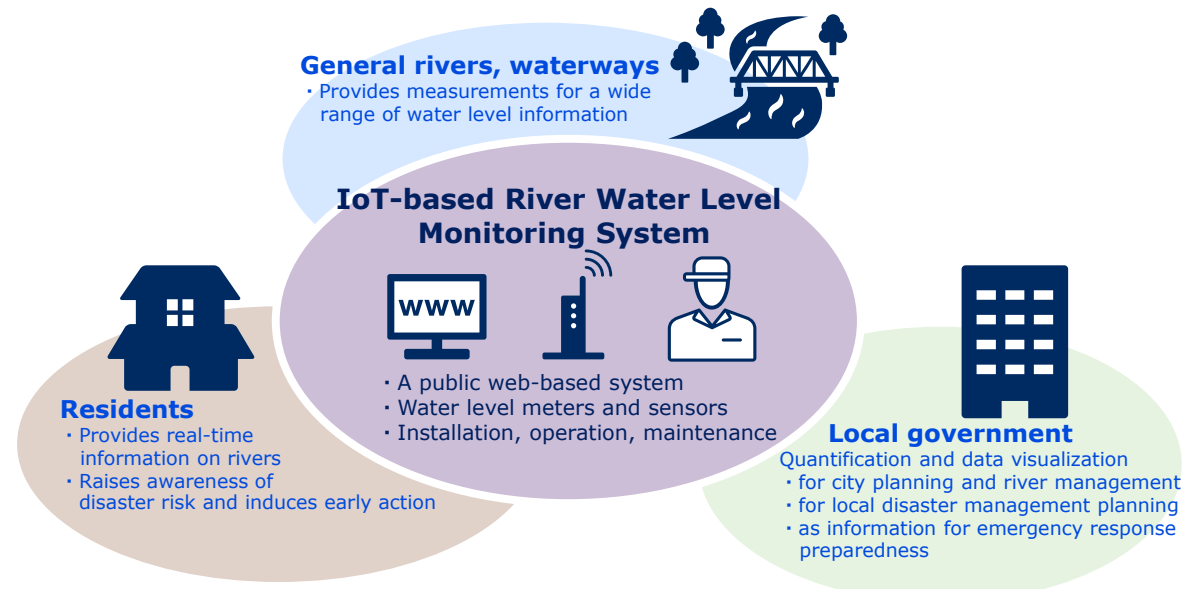 General rivers, waterways
・Provides measurements for a wide
range of water level information
IoT-based River Water Level
Monitoring System
www
・A public web-based system
・Water level meters and sensors
・Installation, operation, maintenance
Residents
・Provides real-time
information on rivers
・Raises awareness of
disaster risk and induces early action
Local government
Quantification and data visualization
・for city planning and river management
・for local disaster management planning
・as information for emergency response
preparedness